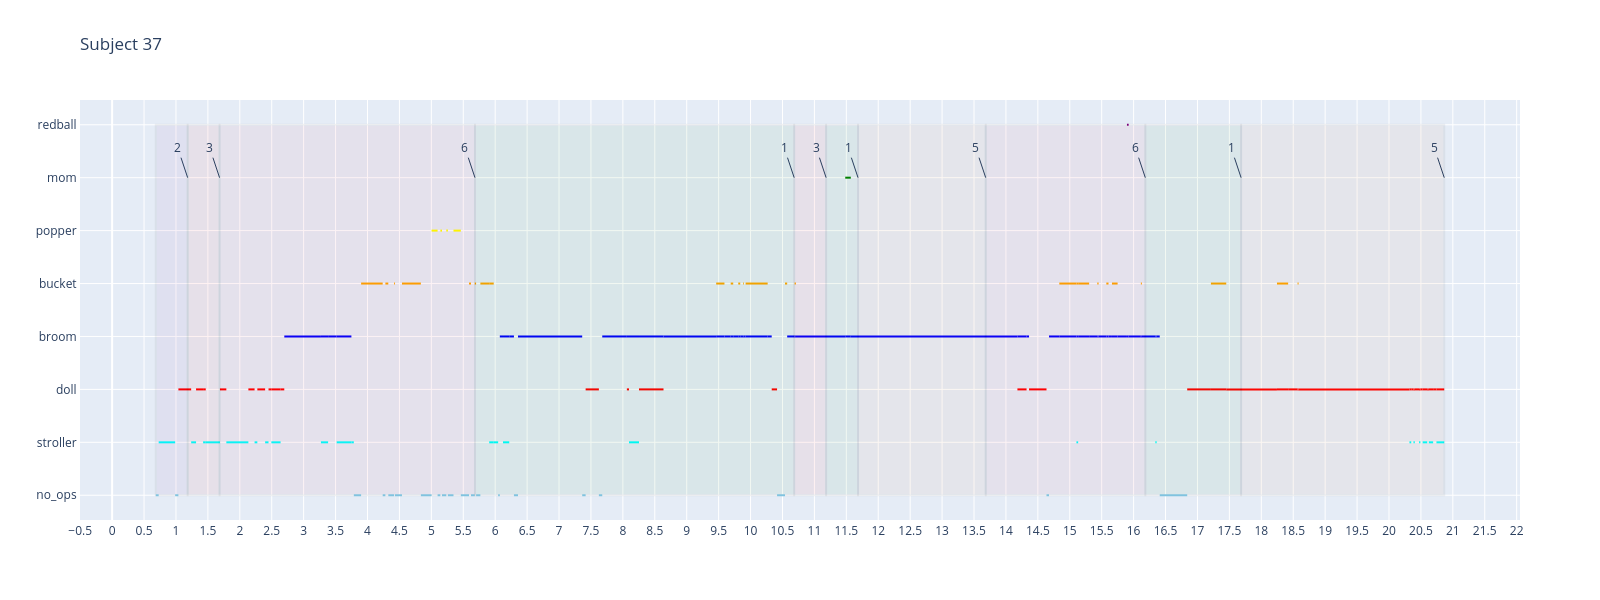 Subject 37
redball
2 3 6 1 3 1 5 6 1 5
mom
popper
bucket
broom
doll
stroller
no_ops
−0.5 0 0.5 1 1.5 2 2.5 3 3.5 4 4.5 5 5.5 6 6.5 7 7.5 8 8.5 9 9.5 10 10.5 11 11.5 12 12.5 13 13.5 14 14.5 15 15.5 16 16.5 17 17.5 18 18.5 19 19.5 20 20.5 21 21.5 22